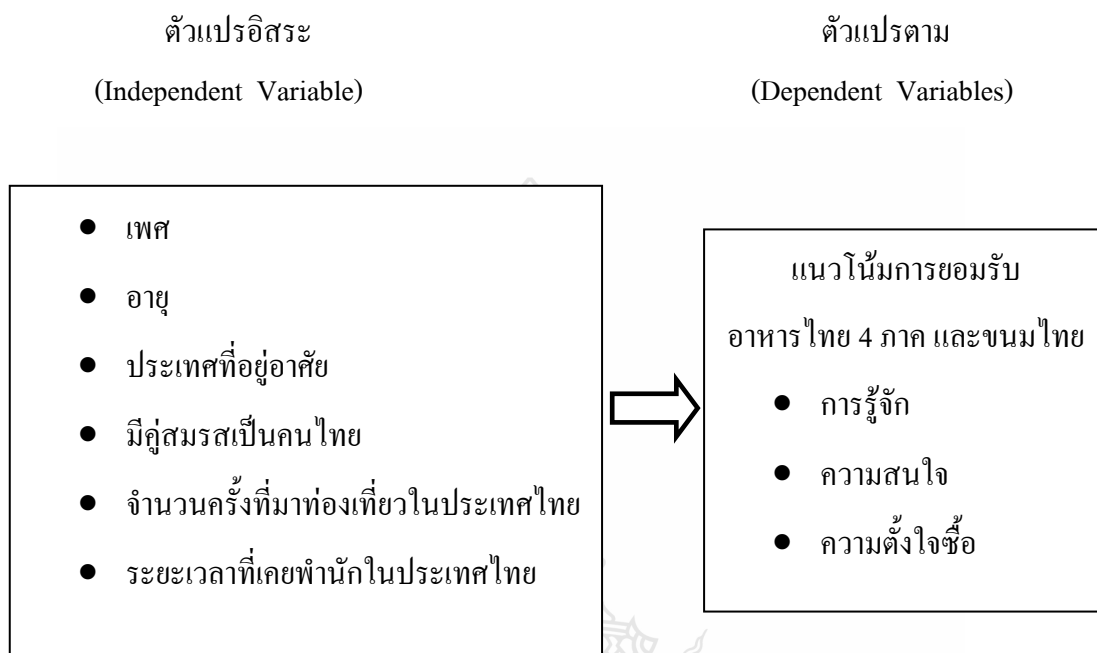 ตัวแปรอิสระ
(Independent Variable)
ตัวแปรตาม
(Dependent Variables)
● เพศ
● อายุ
● ประเทศที่อยู่อาศัย
● มีคู่สมรสเป็นคนไทย
● จำนวนครั้งที่มาท่องเที่ยวในประเทศไทย
● ระยะเวลาที่เคยพำนักในประเทศไทย
แนวโน้มการยอมรับ
อาหารไทย 4 ภาค และขนมไทย
● การรู้จัก
● ความสนใจ
● ความตั้งใจซื้อ